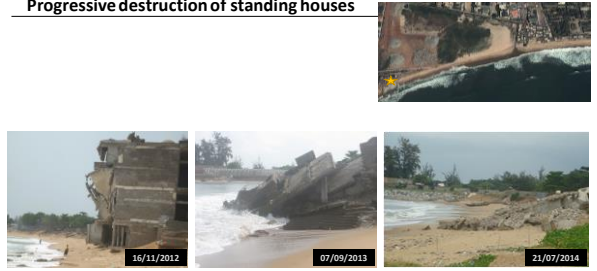 Progressive destruction of standing houses
16/11/2012
07/09/2013
21/07/2014